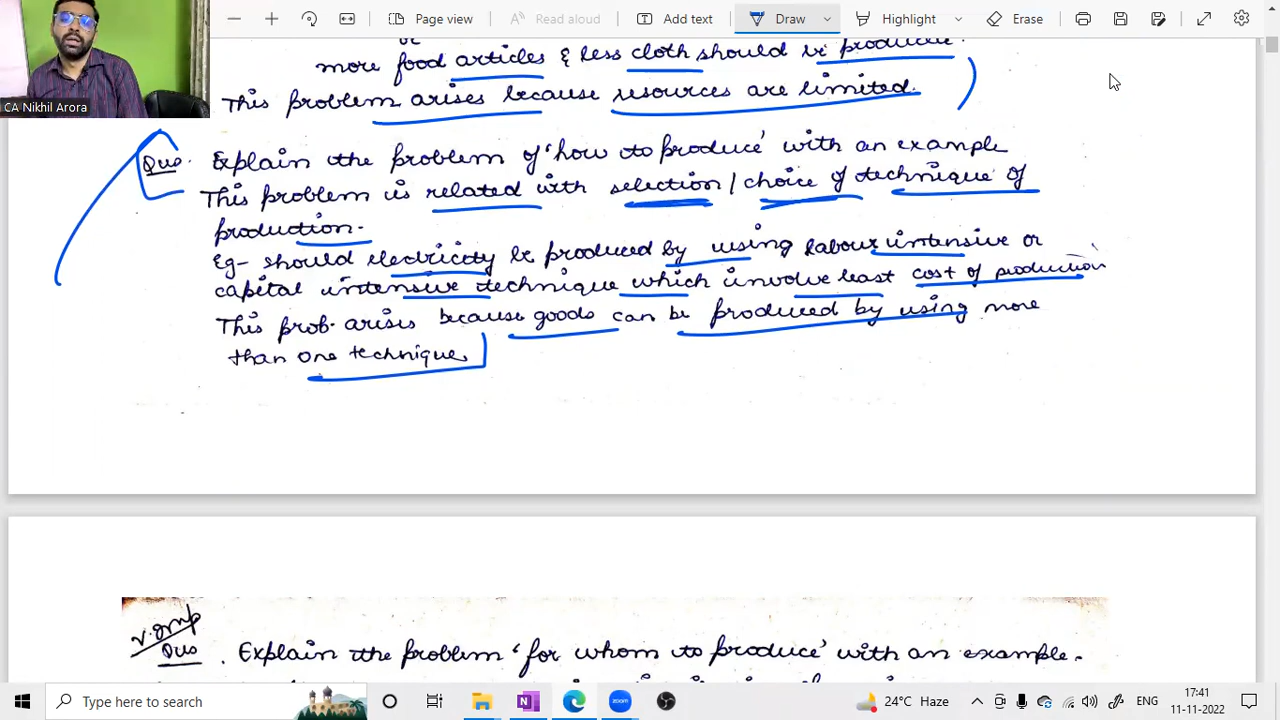 Page view
Read aloud
Add text
Draw
Highlight
Erase
CA Nikhil Arora
or
more food articles & less cloth should be produced.
This problem arises because resources are limited.
Que. Explain the problem of 'how to produce' with an example
This problem is related with selection / choice of technique of
production.
Eg- should electricity be produced by using labour intensive or
capital intensive technique which involve least cost of production
This prob. arises because goods can be produced by using more
than one technique.
V. Imp
Que. Explain the problem 'for whom to produce' with an example.
Type here to search
24°C Haze
ENG
17:41
11-11-2022